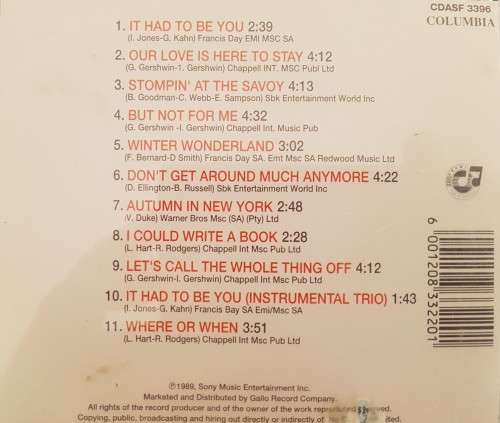 CDASF 3396
COLUMBIA
1. IT HAD TO BE YOU 2:39
(I. Jones-G. Kahn) Francis Day EMI MSC SA
2. OUR LOVE IS HERE TO STAY 4:12
(G. Gershwin-1. Gershwin) Chappell INT. MSC Publ Ltd
3. STOMPIN' AT THE SAVOY 4:13
(B. Goodman-C. Webb-E. Sampson) Sbk Entertainment World Inc
4. BUT NOT FOR ME 4:32
(G. Gershwin -I. Gershwin) Chappell Int. Music Pub
5. WINTER WONDERLAND 3:02
(F. Bernard-D Smith) Francis Day SA. Emt Msc SA Redwood Music Ltd
6. DON'T GET AROUND MUCH ANYMORE 4:22
(D. Ellington-B. Russell) Sbk Entertainment World Inc
7. AUTUMN IN NEW YORK 2:48
(V. Duke) Warner Bros Msc (SA) (Pty) Ltd
8. I COULD WRITE A BOOK 2:28
(L. Hart-R. Rodgers) Chappell Int Msc Pub Ltd
9. LET'S CALL THE WHOLE THING OFF 4:12
(G. Gershwin-I. Gershwin) Chappell Int Msc Pub Ltd
10. IT HAD TO BE YOU (INSTRUMENTAL TRIO) 1:43
(I. Jones-G. Kahn) Francis Bay SA Emi/Msc SA
11. WHERE OR WHEN 3:51
(L. Hart-R. Rodgers) Chappell Int Msc Pub Ltd
6 001208 332201
℗1989, Sony Music Entertainment Inc.
Marketed and Distributed by Gallo Record Company.
All rights of the record producer and of the owner of the work
Copying, public, broadcasting and hiring out directly or indirectly of